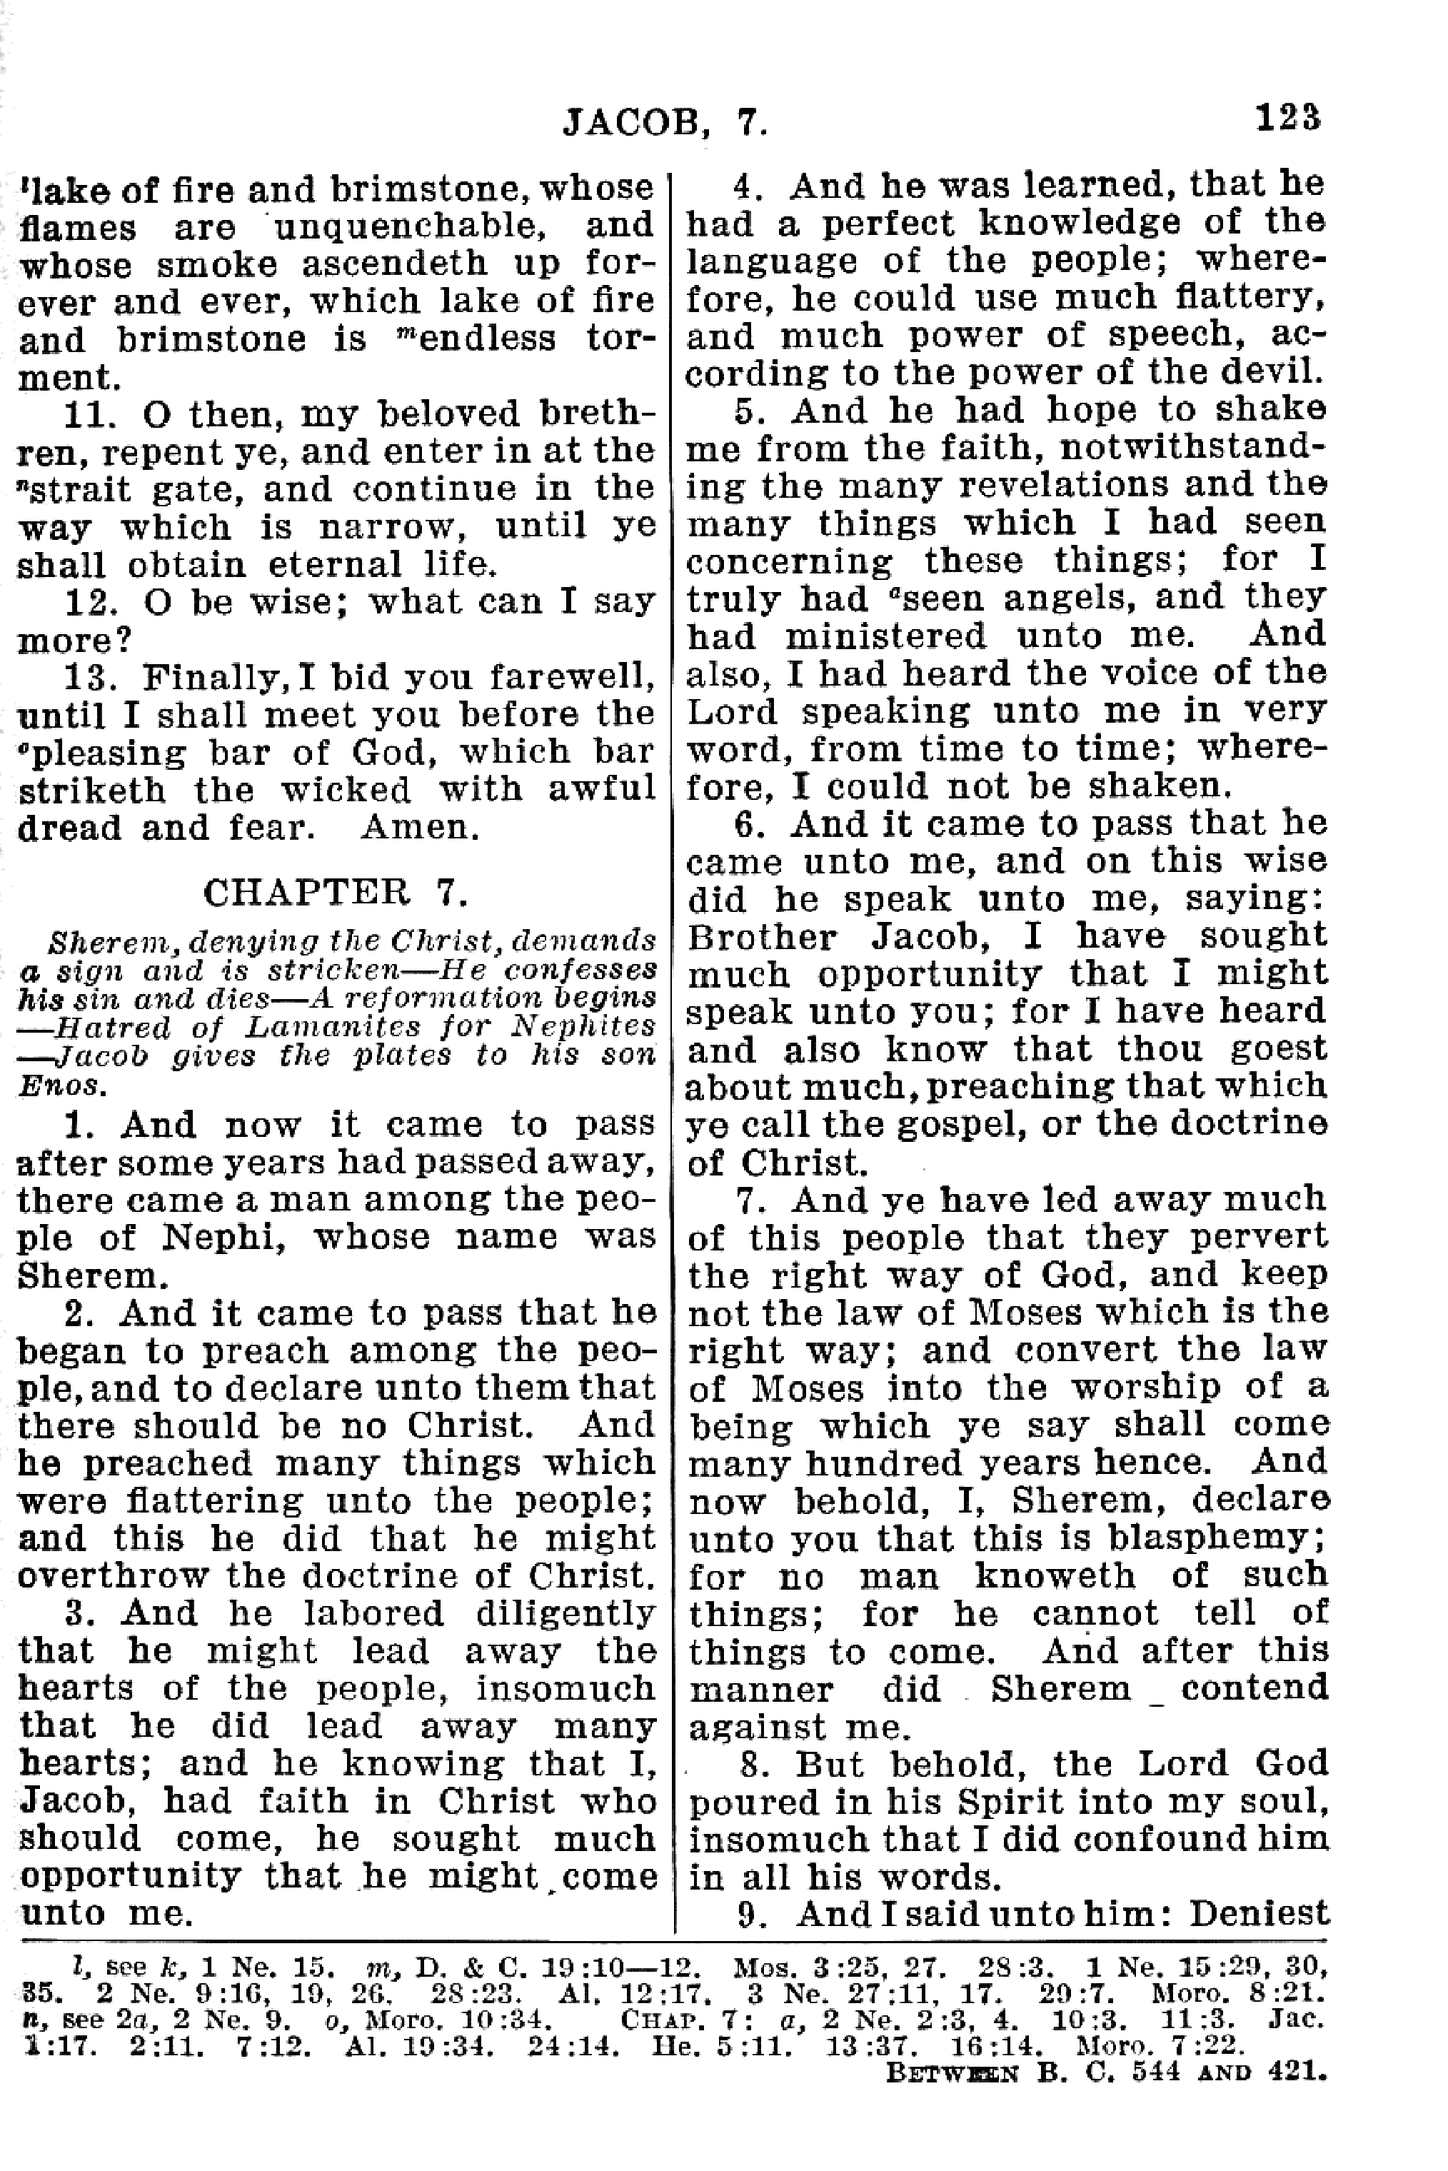 JACOB, 7.
123
llake of fire and brimstone, whose
flames are unquenchable, and
whose smoke ascendeth up for-
ever and ever, which lake of fire
and brimstone is mendless tor-
ment.
11. O then, my beloved breth-
ren, repent ye, and enter in at the
nstrait gate, and continue in the
way which is narrow, until ye
shall obtain eternal life.
12. O be wise; what can I say
more?
13. Finally, I bid you farewell,
until I shall meet you before the
opleasing bar of God, which bar
striketh the wicked with awful
dread and fear. Amen.
CHAPTER 7.
Sherem, denying the Christ, demands
a sign and is stricken—He confesses
his sin and dies—A reformation begins
—Hatred of Lamanites for Nephites
—Jacob gives the plates to his son
Enos.
1. And now it came to pass
after some years had passed away,
there came a man among the peo-
ple of Nephi, whose name was
Sherem.
2. And it came to pass that he
began to preach among the peo-
ple, and to declare unto them that
there should be no Christ. And
he preached many things which
were flattering unto the people;
and this he did that he might
overthrow the doctrine of Christ.
3. And he labored diligently
that he might lead away the
hearts of the people, insomuch
that he did lead away many
hearts; and he knowing that I,
Jacob, had faith in Christ who
should come, he sought much
opportunity that he might come
unto me.
4. And he was learned, that he
had a perfect knowledge of the
language of the people; where-
fore, he could use much flattery,
and much power of speech, ac-
cording to the power of the devil.
5. And he had hope to shake
me from the faith, notwithstand-
ing the many revelations and the
many things which I had seen
concerning these things; for I
truly had aseen angels, and they
had ministered unto me. And
also, I had heard the voice of the
Lord speaking unto me in very
word, from time to time; where-
fore, I could not be shaken.
6. And it came to pass that he
came unto me, and on this wise
did he speak unto me, saying:
Brother Jacob, I have sought
much opportunity that I might
speak unto you; for I have heard
and also know that thou goest
about much, preaching that which
ye call the gospel, or the doctrine
of Christ.
7. And ye have led away much
of this people that they pervert
the right way of God, and keep
not the law of Moses which is the
right way; and convert the law
of Moses into the worship of a
being which ye say shall come
many hundred years hence. And
now behold, I, Sherem, declare
unto you that this is blasphemy;
for no man knoweth of such
things; for he cannot tell of
things to come. And after this
manner did Sherem contend
against me.
8. But behold, the Lord God
poured in his Spirit into my soul,
insomuch that I did confound him
in all his words.
9. And I said unto him: Deniest
l, see k, 1 Ne. 15. m, D. & C. 19:10—12. Mos. 3:25, 27. 28:3. 1 Ne. 15:29, 30,
35. 2 Ne. 9:16, 19, 26. 28:23. Al. 12:17. 3 Ne. 27:11, 17. 29:7. Moro. 8:21.
n, see 2a, 2 Ne. 9. o, Moro. 10:34. CHAP. 7: a, 2 Ne. 2:3, 4. 10:3. 11:3. Jac.
1:17. 2:11. 7:12. Al. 19:34. 24:14. He. 5:11. 13:37. 16:14. Moro. 7:22.
BETWEEN B. C. 544 AND 421.